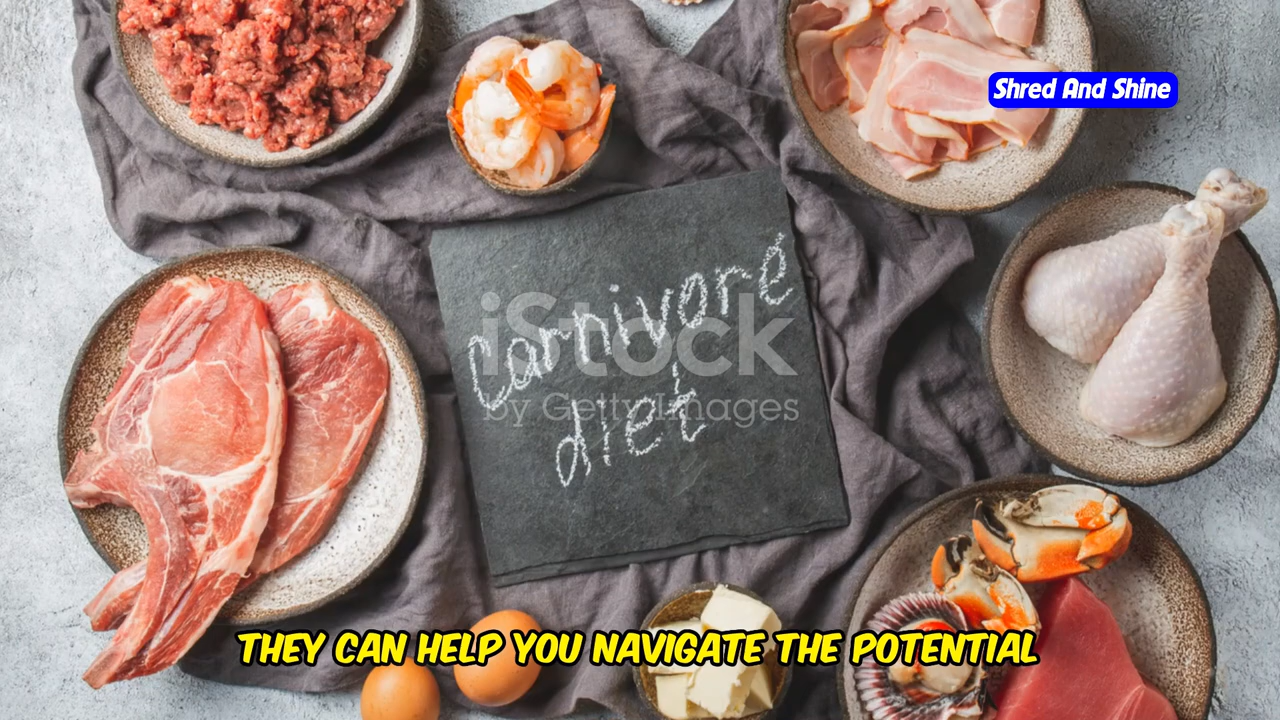 Shred And Shine
Carnivore
diet
iStock
by Getty Images
THEY CAN HELP YOU NAVIGATE THE POTENTIAL